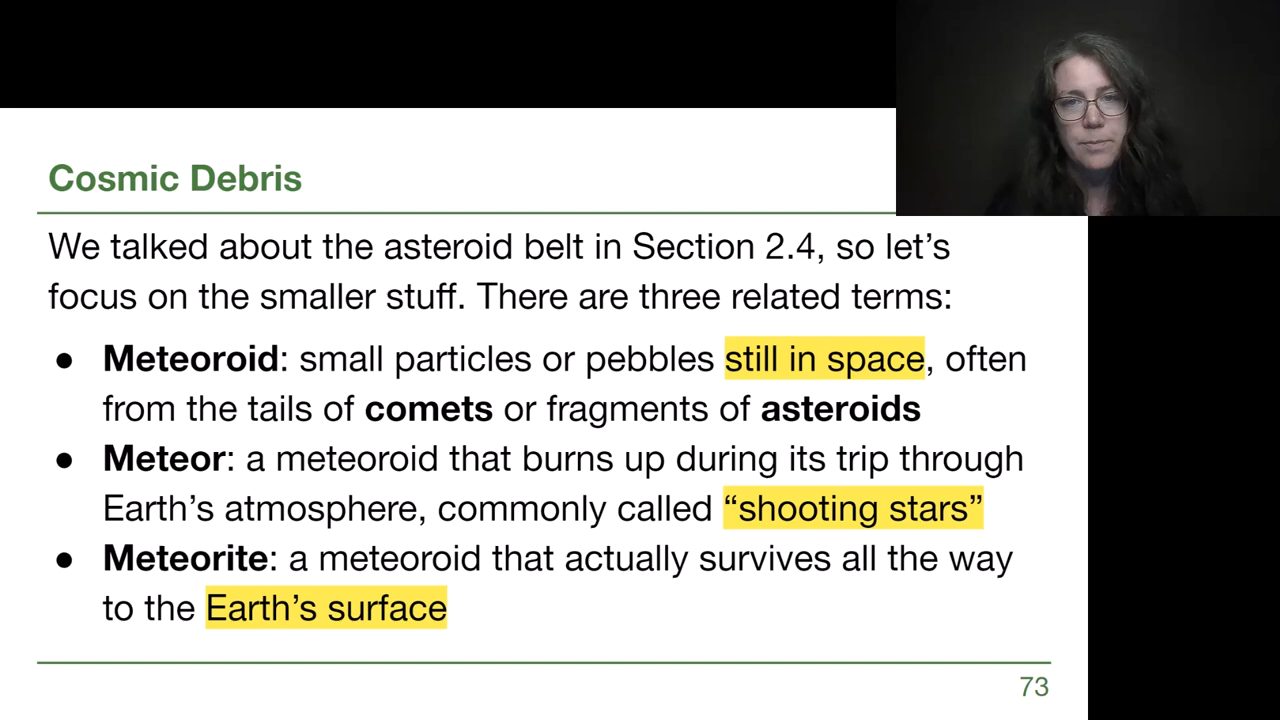 Cosmic Debris
We talked about the asteroid belt in Section 2.4, so let’s
focus on the smaller stuff. There are three related terms:
● Meteoroid: small particles or pebbles still in space, often
from the tails of comets or fragments of asteroids
● Meteor: a meteoroid that burns up during its trip through
Earth’s atmosphere, commonly called “shooting stars”
● Meteorite: a meteoroid that actually survives all the way
to the Earth’s surface
73